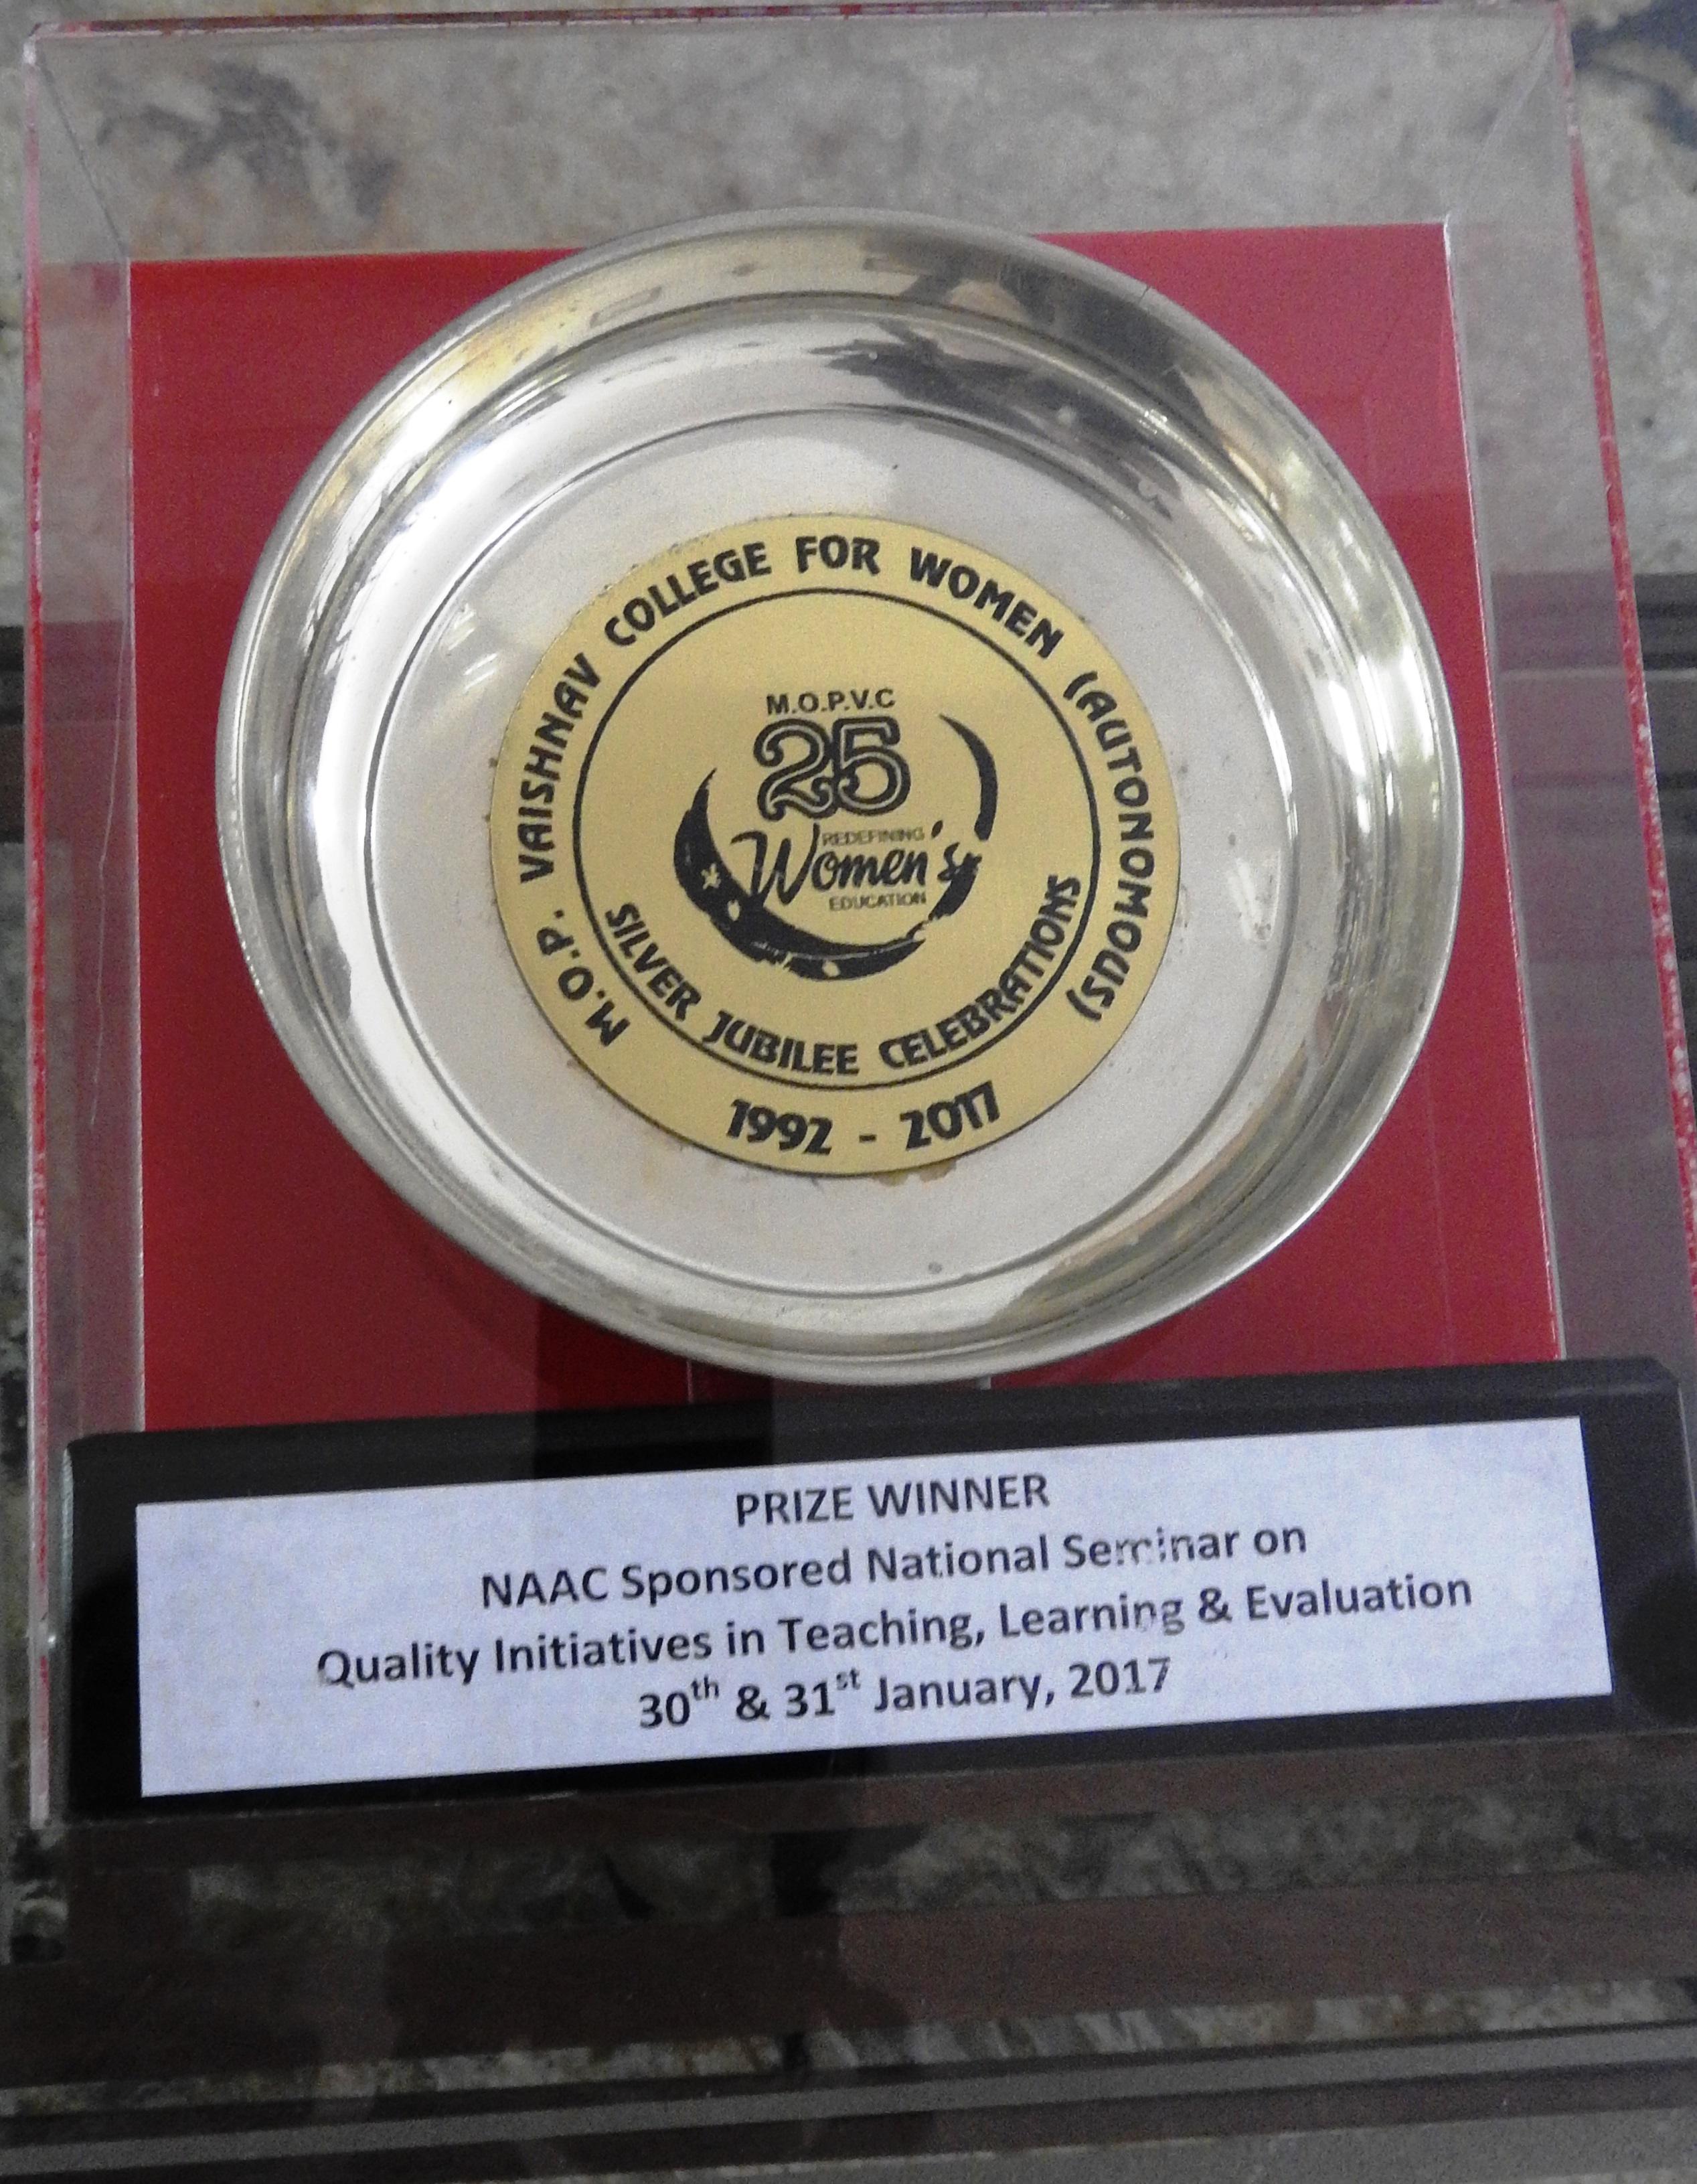 M.O.P. VAISHNAV COLLEGE FOR WOMEN (AUTONOMOUS)
M.O.P.V.C
25
REDEFINING
Women's
EDUCATION
SILVER JUBILEE CELEBRATIONS
1992 - 2017
PRIZE WINNER
NAAC Sponsored National Seminar on
Quality Initiatives in Teaching, Learning & Evaluation
30th & 31st January, 2017